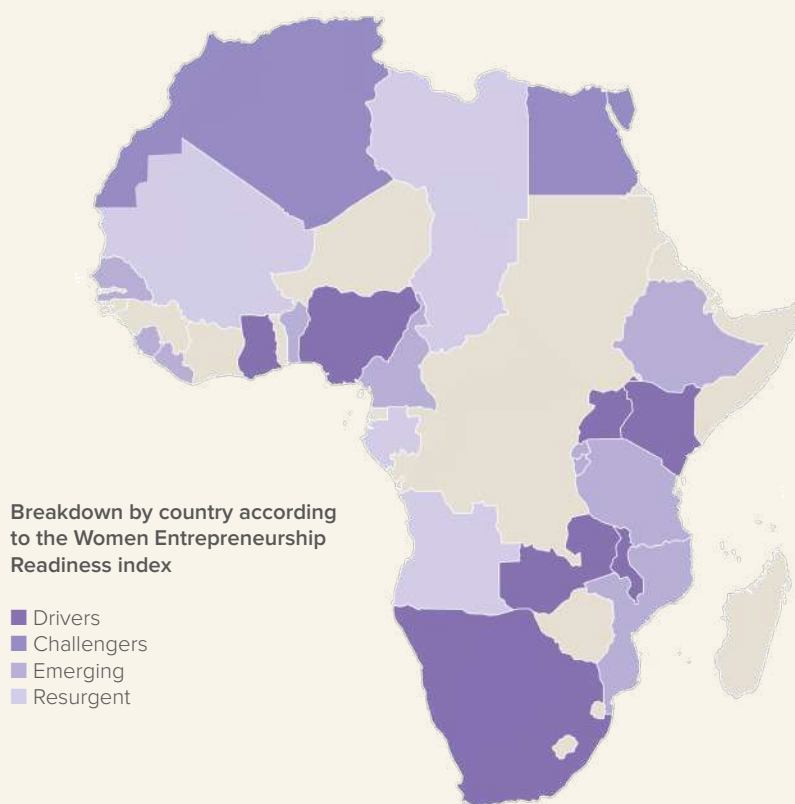 Breakdown by country according
to the Women Entrepreneurship
Readiness index
Drivers
Challengers
Emerging
Resurgent